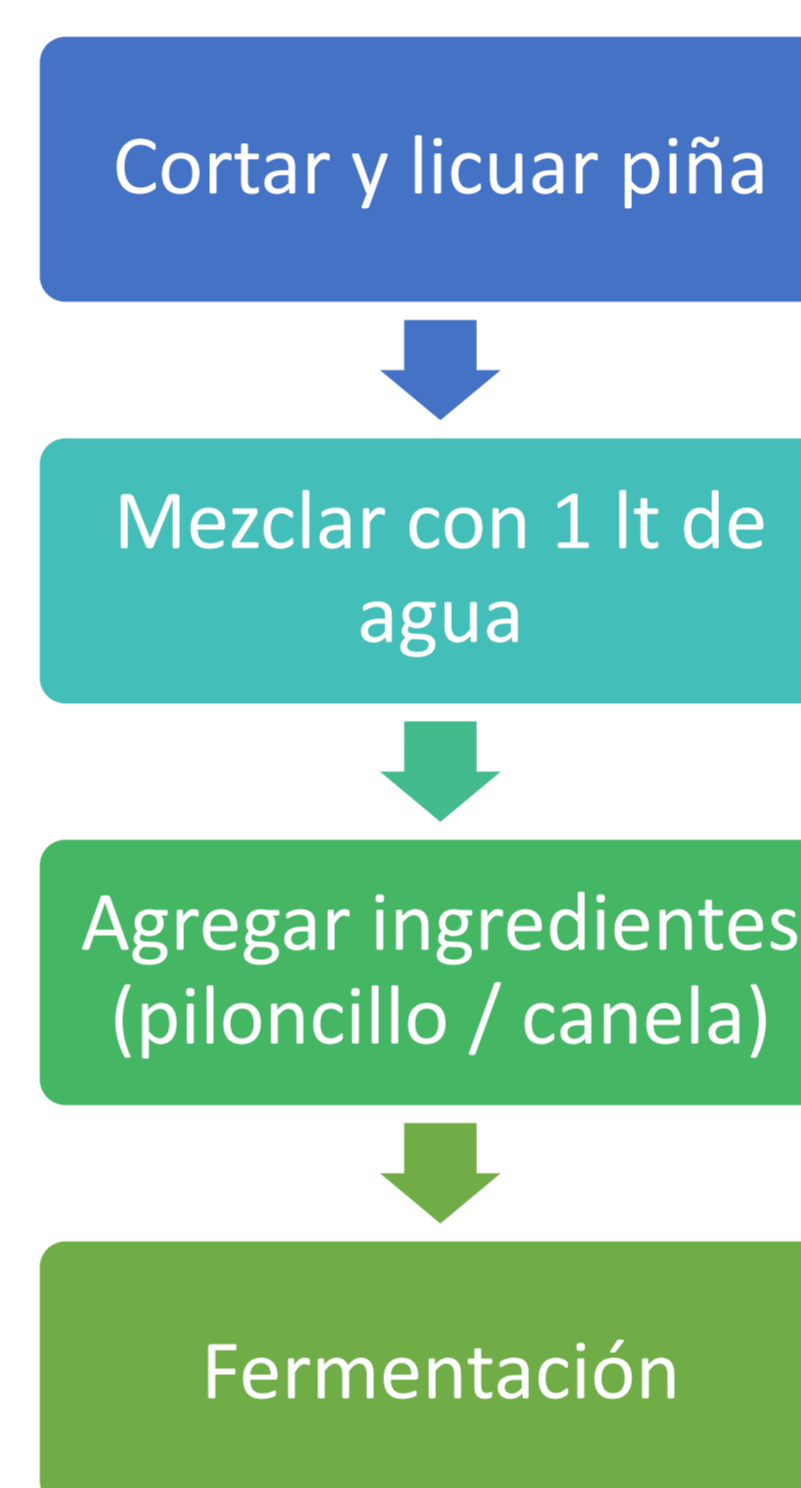 Cortar y licuar piña
Mezclar con 1 lt de
agua
Agregar ingredientes
(piloncillo / canela)
Fermentación